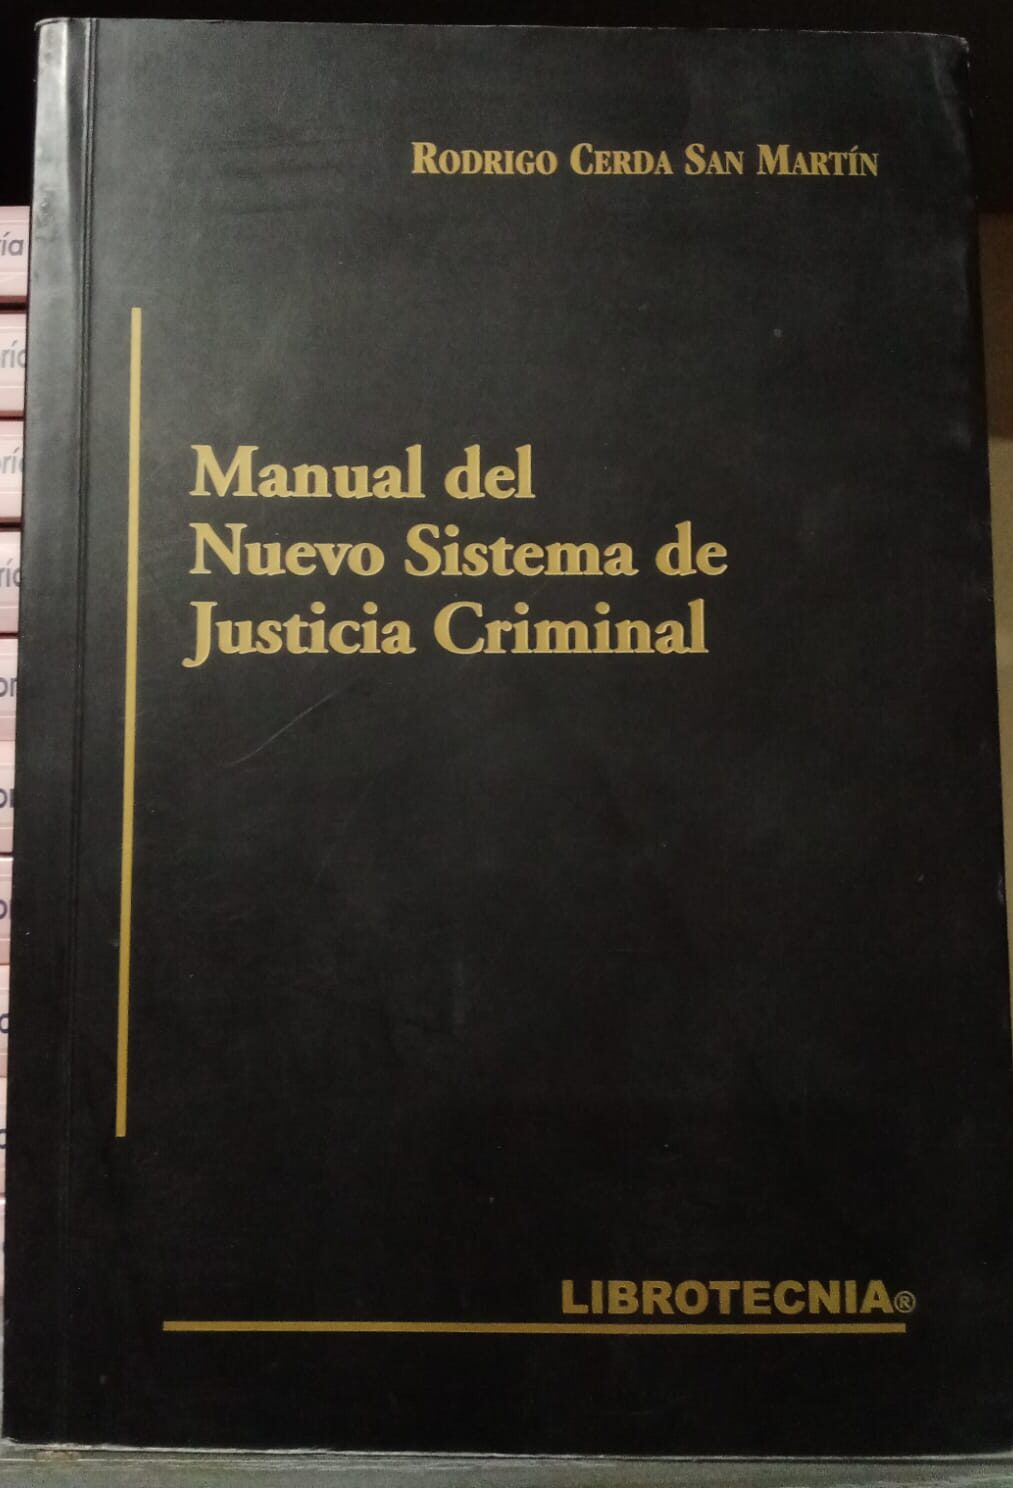 RODRIGO CERDA SAN MARTÍN
Manual del
Nuevo Sistema de
Justicia Criminal
LIBROTECNIA®